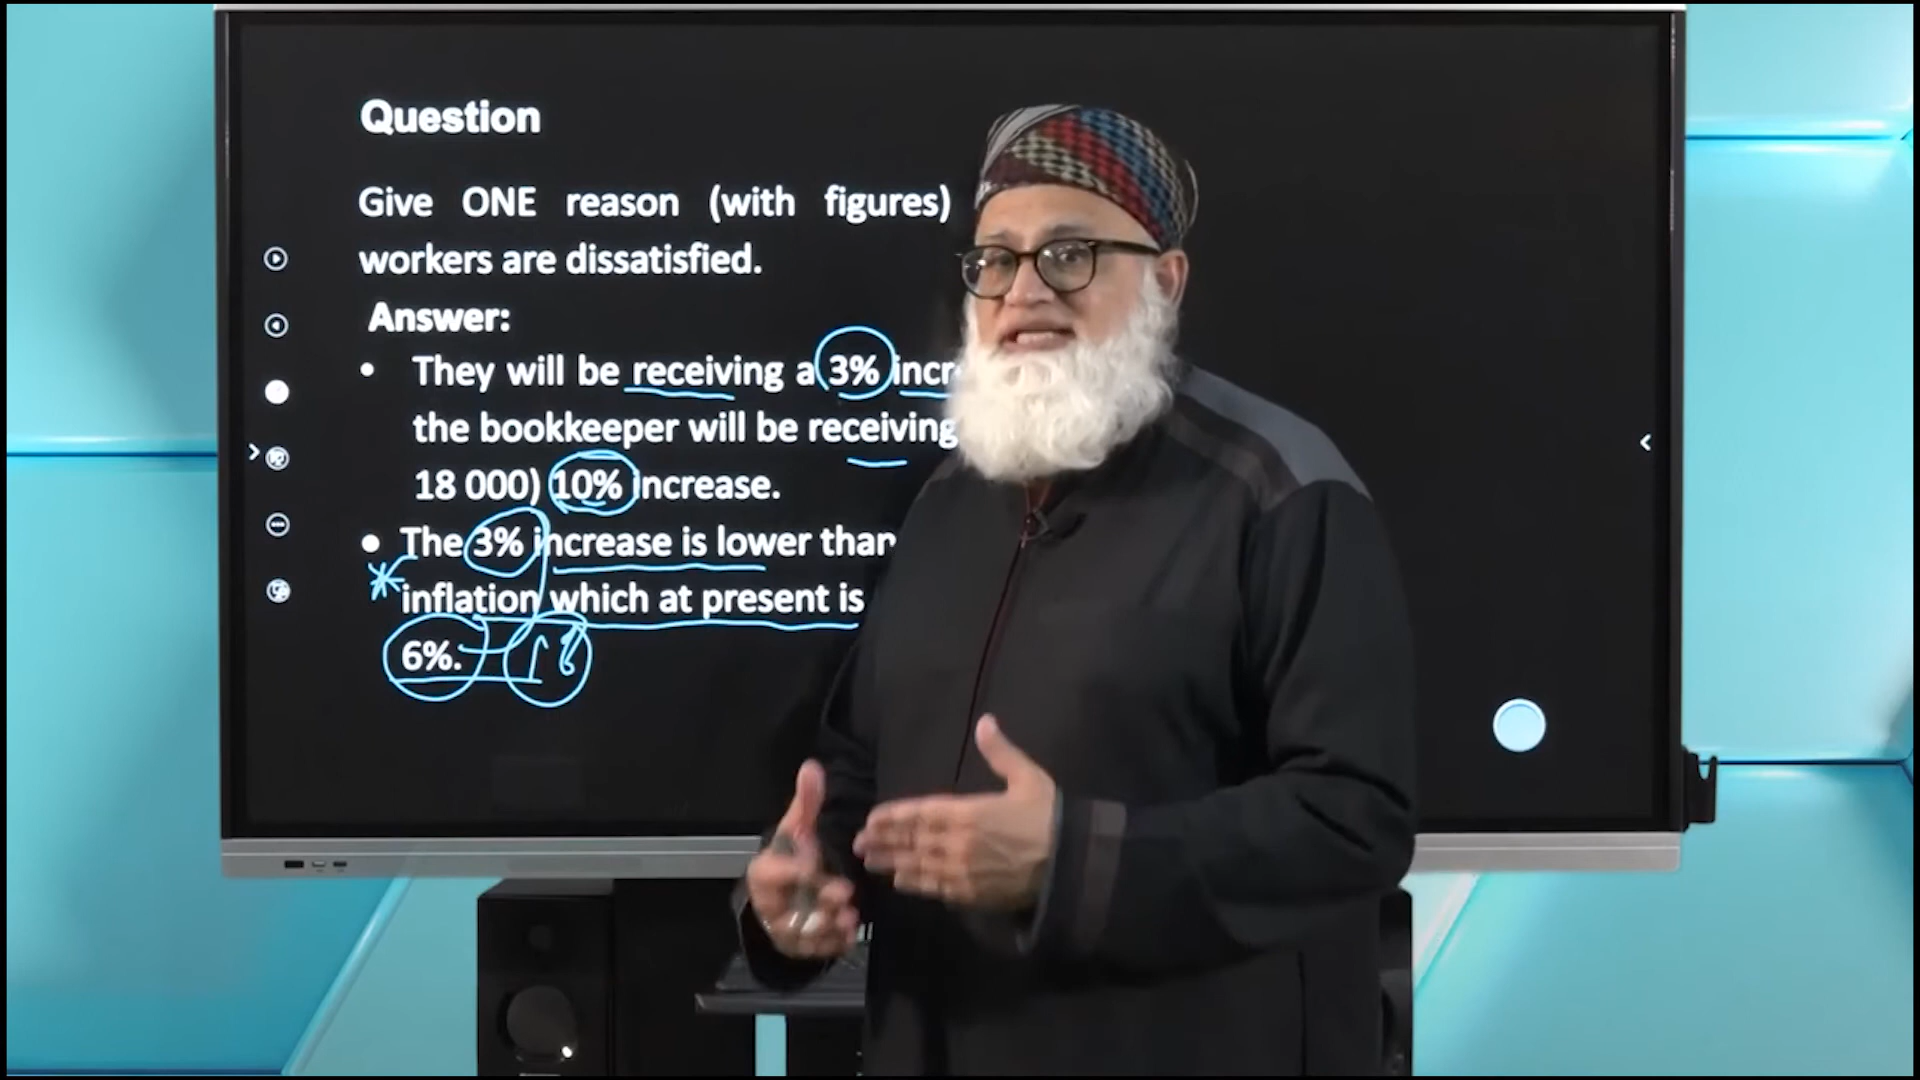 Question
Give ONE reason (with figures)
workers are dissatisfied.
Answer:
• They will be receiving a 3%
the bookkeeper will be receiving
18 000) 10% increase.
• The 3% increase is lower than
* inflation which at present is
6%. 18